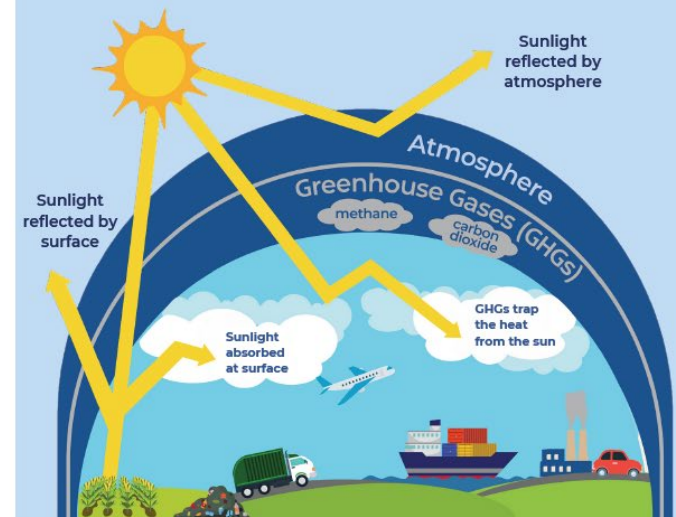 Sunlight
reflected by
atmosphere
Atmosphere
Greenhouse Gases (GHGs)
methane
carbon
dioxide
Sunlight
reflected by
surface
GHGs trap
the heat
from the sun
Sunlight
absorbed
at surface